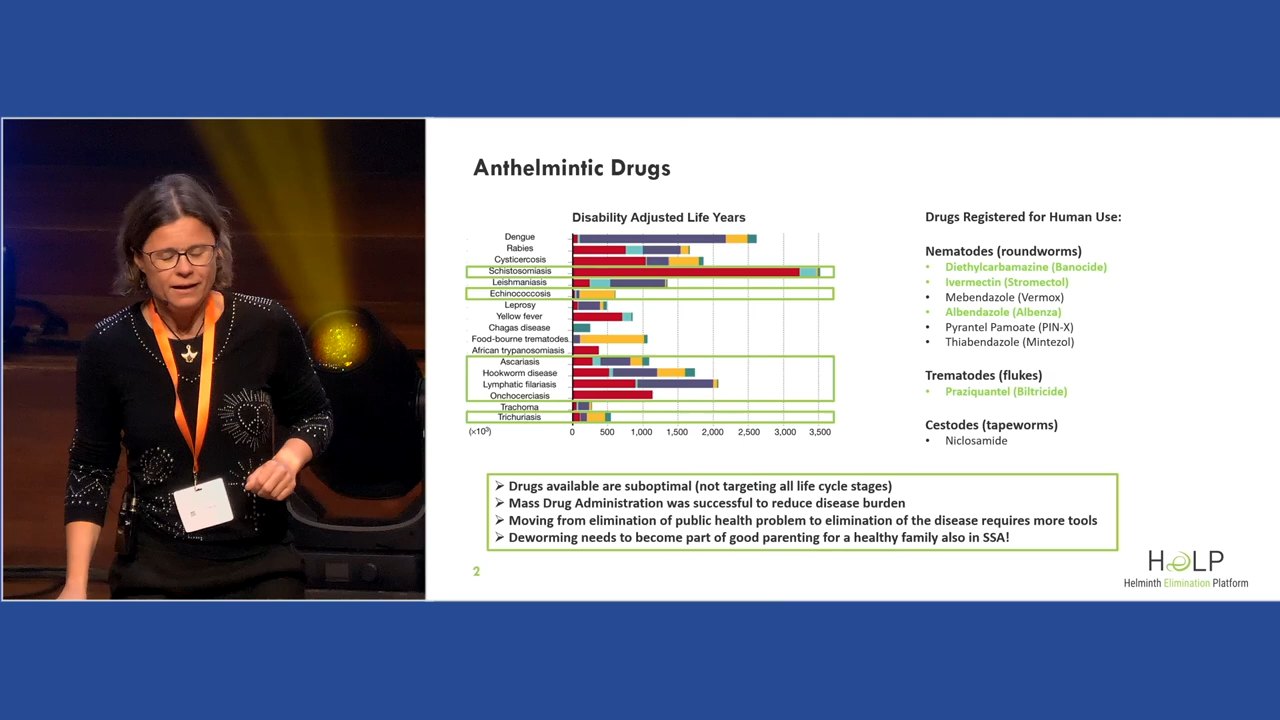 Anthelmintic Drugs
Disability Adjusted Life Years
Dengue
Rabies
Cysticercosis
Schistosomiasis
Leishmaniasis
Echinococcosis
Leprosy
Yellow fever
Chagas disease
Food-bourne trematodes
African trypanosomiasis
Ascariasis
Hookworm disease
Lymphatic filariasis
Onchocerciasis
Trachoma
Trichuriasis
(x10³) 0 500 1,000 1,500 2,000 2,500 3,000 3,500
Drugs Registered for Human Use:
Nematodes (roundworms)
• Diethylcarbamazine (Banocide)
• Ivermectin (Stromectol)
• Mebendazole (Vermox)
• Albendazole (Albenza)
• Pyrantel Pamoate (PIN-X)
• Thiabendazole (Mintezol)
Trematodes (flukes)
• Praziquantel (Biltricide)
Cestodes (tapeworms)
• Niclosamide
➢ Drugs available are suboptimal (not targeting all life cycle stages)
➢ Mass Drug Administration was successful to reduce disease burden
➢ Moving from elimination of public health problem to elimination of the disease requires more tools
➢ Deworming needs to become part of good parenting for a healthy family also in SSA!
2
HeLP
Helminth Elimination Platform